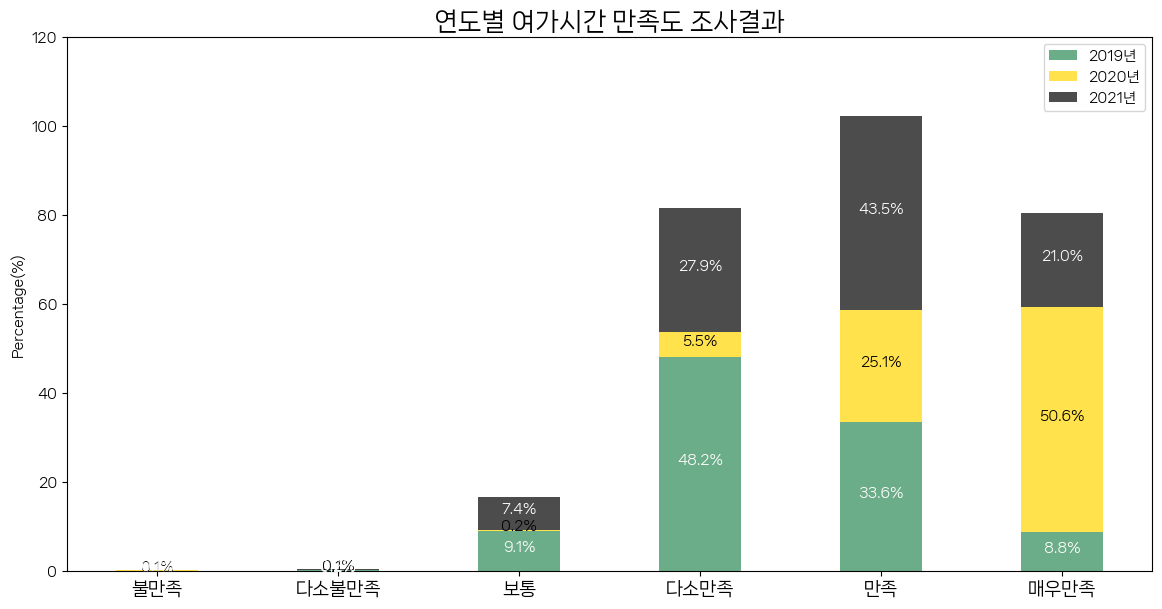 연도별 여가시간 만족도 조사결과
120
100
80
60
40
20
0
Percentage(%)
2019년
2020년
2021년
43.5%
27.9%
21.0%
5.5%
25.1%
50.6%
48.2%
33.6%
7.4%
0.2%
9.1%
8.8%
0.1%
0.1%
불만족
다소불만족
보통
다소만족
만족
매우만족